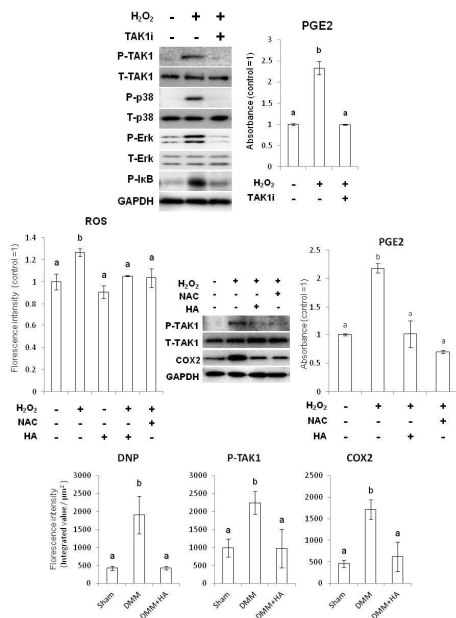 H₂O₂ - + +
TAK1i - - +
P-TAK1
T-TAK1
P-p38
T-p38
P-Erk
T-Erk
P-IκB
GAPDH
PGE2
Absorbance (control =1)
3
2.5
2
1.5
1
0.5
0
a
b
a
H₂O₂ - + +
TAK1i - - +
ROS
Florescence intensity (control =1)
1.4
1.2
1
0.8
0.6
0.4
0.2
0
a
b
a
a
a
H₂O₂ - + - + +
NAC - - - - +
HA - - + + -
H₂O₂ - + + +
NAC - - - +
HA - - + -
P-TAK1
T-TAK1
COX2
GAPDH
PGE2
Absorbance (control =1)
2.5
2
1.5
1
0.5
0
a
b
a
a
H₂O₂ - + + +
HA - - + -
NAC - - - +
DNP
Florescence intensity
(Integrated value / μm²)
3000
2500
2000
1500
1000
500
0
a
b
a
Sham
DMM
DMM+HA
P-TAK1
3000
2500
2000
1500
1000
500
0
a
b
a
Sham
DMM
DMM+HA
COX2
2500
2000
1500
1000
500
0
a
b
a
Sham
DMM
DMM+HA